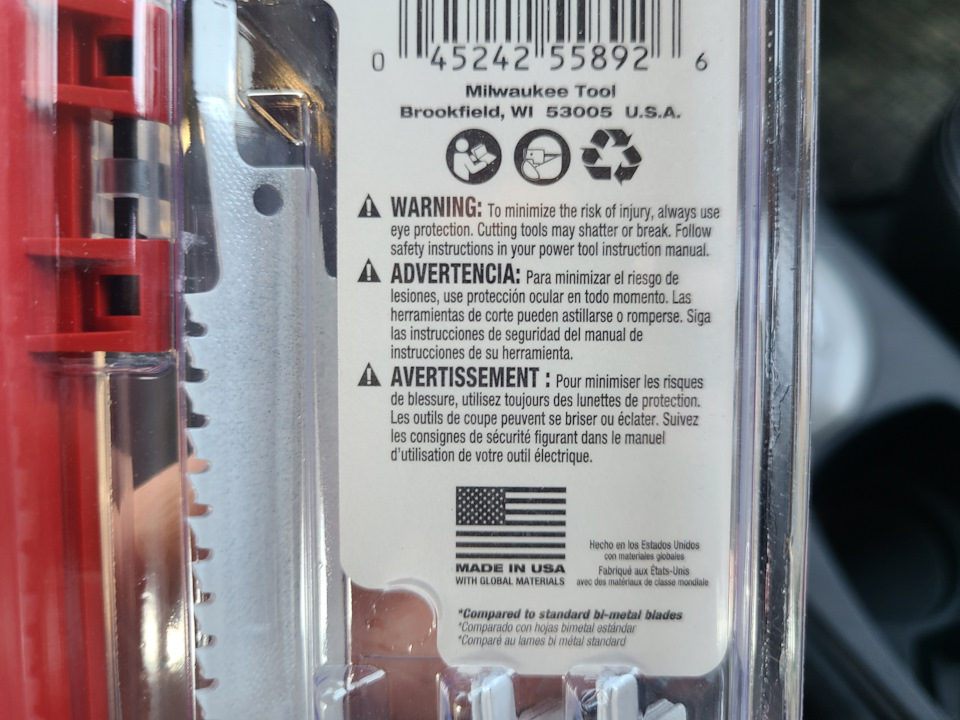 0 45242 55892 6
Milwaukee Tool
Brookfield, WI 53005 U.S.A.
WARNING: To minimize the risk of injury, always use
eye protection. Cutting tools may shatter or break. Follow
safety instructions in your power tool instruction manual.
ADVERTENCIA: Para minimizar el riesgo de
lesiones, use protección ocular en todo momento. Las
herramientas de corte pueden astillarse o romperse. Siga
las instrucciones de seguridad del manual de
instrucciones de su herramienta.
AVERTISSEMENT : Pour minimiser les risques
de blessure, utilisez toujours des lunettes de protection.
Les outils de coupe peuvent se briser ou éclater. Suivez
les consignes de sécurité figurant dans le manuel
d'utilisation de votre outil électrique.
MADE IN USA
WITH GLOBAL MATERIALS
Hecho en los Estados Unidos
con materiales globales
Fabriqué aux États-Unis
avec des matériaux de classe mondiale
*Compared to standard bi-metal blades
*Comparado con hojas bimetal estándar
*Comparé au lames bi métal standard